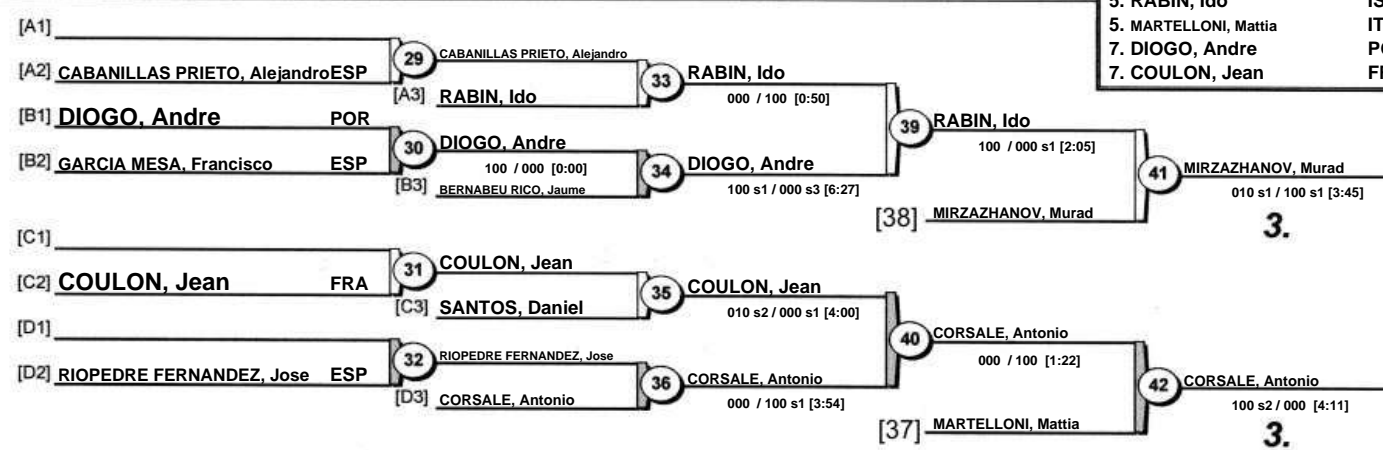 5. RABIN, Ido
5. MARTELLONI, Mattia
7. DIOGO, Andre
7. COULON, Jean FR
[A1]
[A2] CABANILLAS PRIETO, Alejandro ESP
29
CABANILLAS PRIETO, Alejandro
[A3] RABIN, Ido
33
RABIN, Ido
000 / 100 [0:50]
[B1] DIOGO, Andre POR
[B2] GARCIA MESA, Francisco ESP
30
DIOGO, Andre
100 / 000 [0:00]
[B3] BERNABEU RICO, Jaume
34
DIOGO, Andre
100 s1 / 000 s3 [6:27]
39
RABIN, Ido
100 / 000 s1 [2:05]
[38] MIRZAZHANOV, Murad
41
MIRZAZHANOV, Murad
010 s1 / 100 s1 [3:45]
3.
[C1]
[C2] COULON, Jean FRA
31
COULON, Jean
[C3] SANTOS, Daniel
35
COULON, Jean
010 s2 / 000 s1 [4:00]
[D1]
[D2] RIOPEDRE FERNANDEZ, Jose ESP
32
RIOPEDRE FERNANDEZ, Jose
[D3] CORSALE, Antonio
36
CORSALE, Antonio
000 / 100 s1 [3:54]
40
CORSALE, Antonio
000 / 100 [1:22]
[37] MARTELLONI, Mattia
42
CORSALE, Antonio
100 s2 / 000 [4:11]
3.